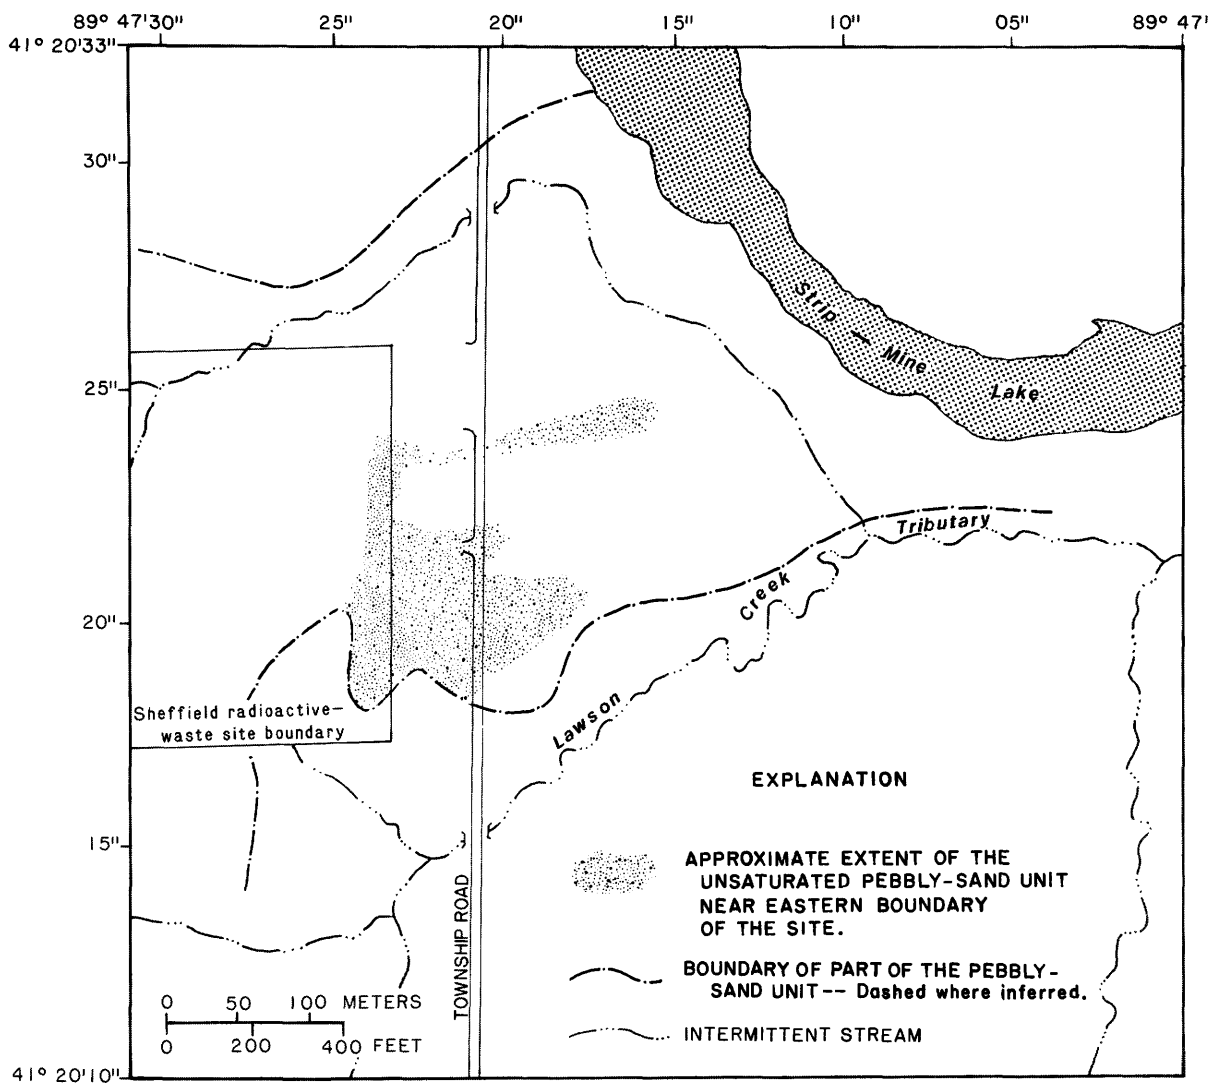 89° 47'30" 25" 20" 15" 10" 05" 89° 47'
41° 20'33"
30"
25"
20"
15"
41° 20'10"
Strip — Mine Lake
Tributary
Creek
Lawson
Sheffield radioactive—
waste site boundary
TOWNSHIP ROAD
EXPLANATION
APPROXIMATE EXTENT OF THE
UNSATURATED PEBBLY-SAND UNIT
NEAR EASTERN BOUNDARY
OF THE SITE.
BOUNDARY OF PART OF THE PEBBLY-
SAND UNIT-- Dashed where inferred.
INTERMITTENT STREAM
0 50 100 METERS
0 200 400 FEET